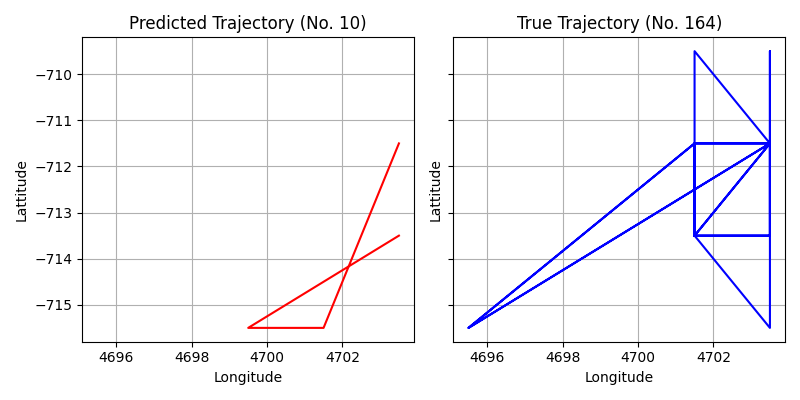 Predicted Trajectory (No. 10)
True Trajectory (No. 164)
−710
−711
−712
−713
−714
−715
Lattitude
Lattitude
4696
4698
4700
4702
4696
4698
4700
4702
Longitude
Longitude